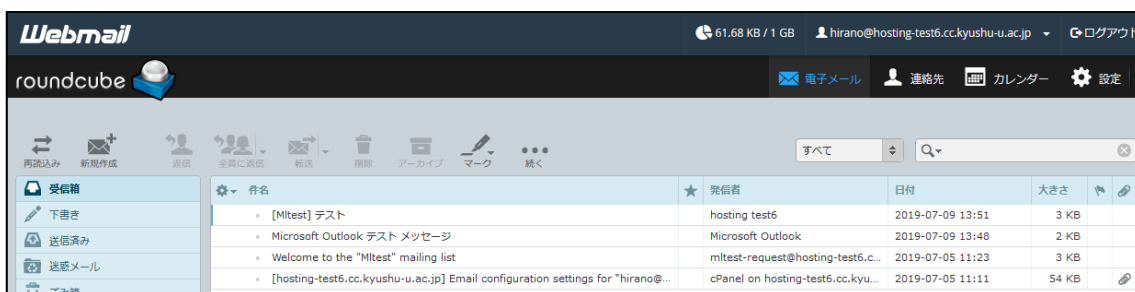 Webmail
61.68 KB / 1 GB
hirano@hosting-test6.cc.kyushu-u.ac.jp
ログアウト
roundcube
電子メール
連絡先
カレンダー
設定
再読込み
新規作成
返信
全員に返信
転送
削除
アーカイブ
マーク
続く
すべて
受信箱
下書き
送信済み
迷惑メール
ごみ箱
件名 発信者 日付 大きさ
[Mltest] テスト hosting test6 2019-07-09 13:51 3 KB
Microsoft Outlook テスト メッセージ Microsoft Outlook 2019-07-09 13:48 2 KB
Welcome to the "Mltest" mailing list mltest-request@hosting-test6.c... 2019-07-05 11:23 3 KB
[hosting-test6.cc.kyushu-u.ac.jp] Email configuration settings for “hirano@... cPanel on hosting-test6.cc.kyu... 2019-07-05 11:11 54 KB